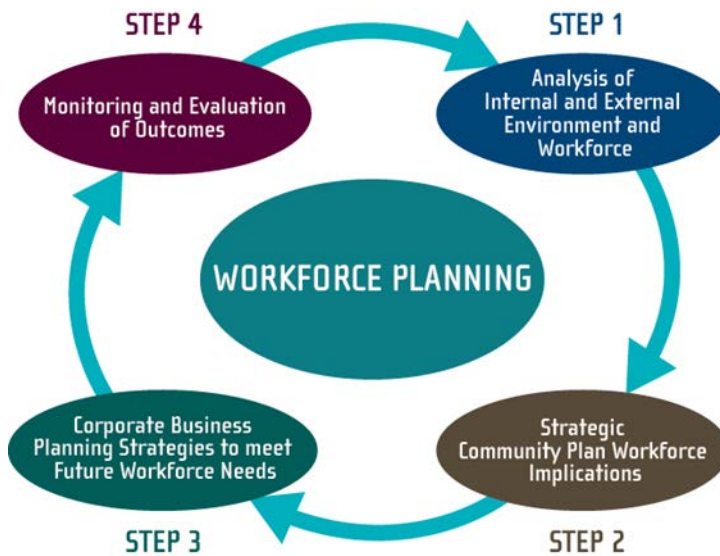 STEP 4
Monitoring and Evaluation
of Outcomes
STEP 1
Analysis of
Internal and External
Environment and
Workforce
WORKFORCE PLANNING
Corporate Business
Planning Strategies to meet
Future Workforce Needs
STEP 3
Strategic
Community Plan Workforce
Implications
STEP 2